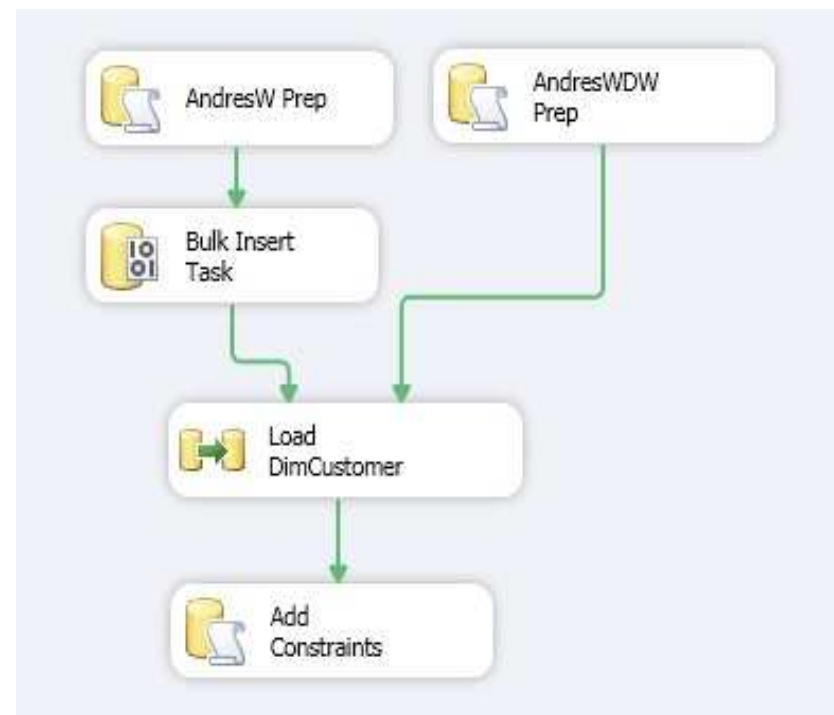 AndresW Prep
AndresWDW
Prep
Bulk Insert
Task
Load
DimCustomer
Add
Constraints